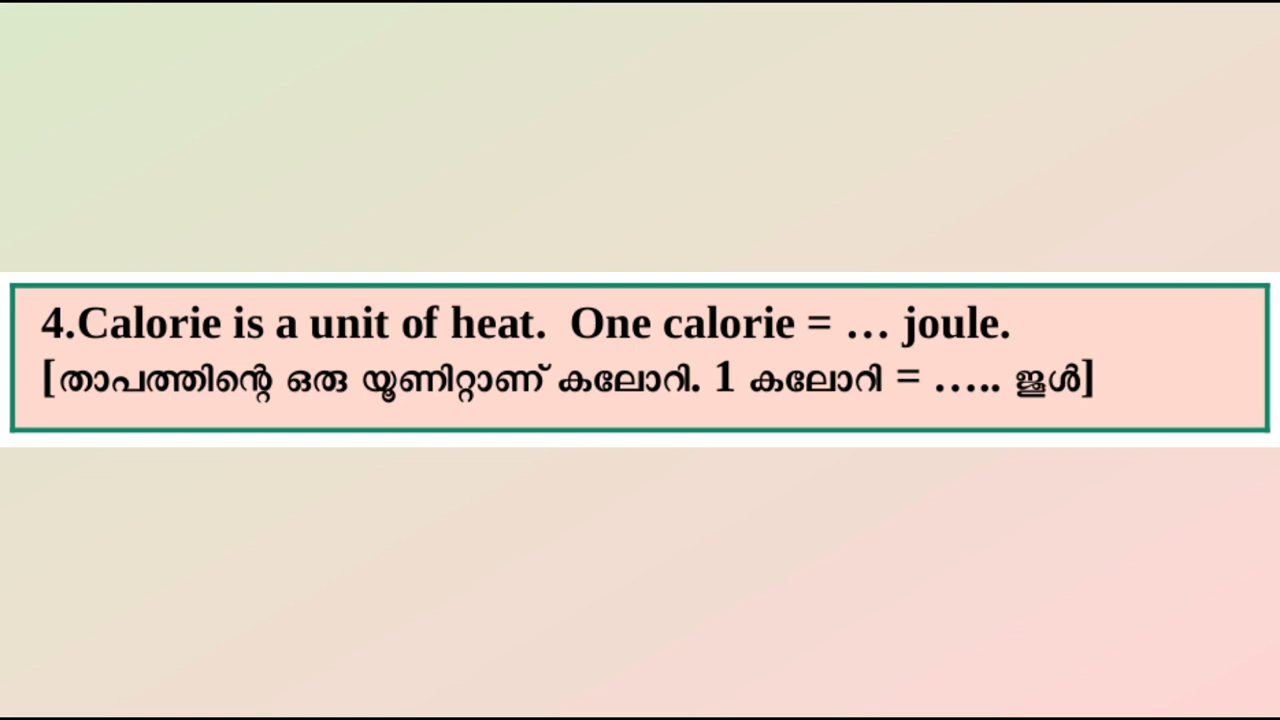 4.Calorie is a unit of heat.  One calorie = … joule.
[താപത്തിന്റെ ഒരു യൂണിറ്റാണ് കലോറി. 1 കലോറി = ….. ജൂൾ]